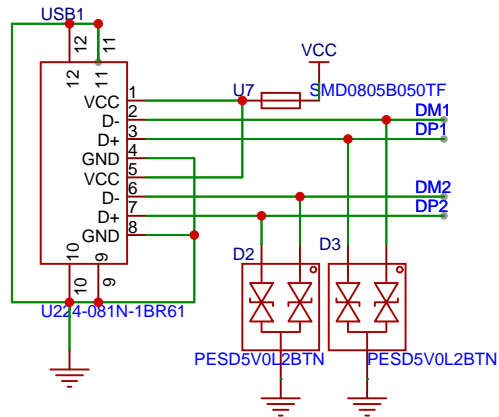 USB1
12
11
12
11
VCC
U7
SMD0805B050TF
VCC 1
D- 2
D+ 3
GND 4
VCC 5
D- 6
D+ 7
GND 8
DM1
DP1
DM2
DP2
10
9
10
9
U224-081N-1BR61
D2
D3
PESD5V0L2BTN
PESD5V0L2BTN